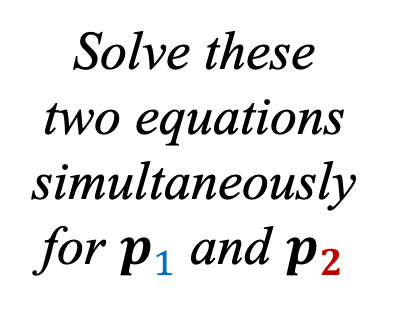 Solve these
two equations
simultaneously
for p₁ and p₂